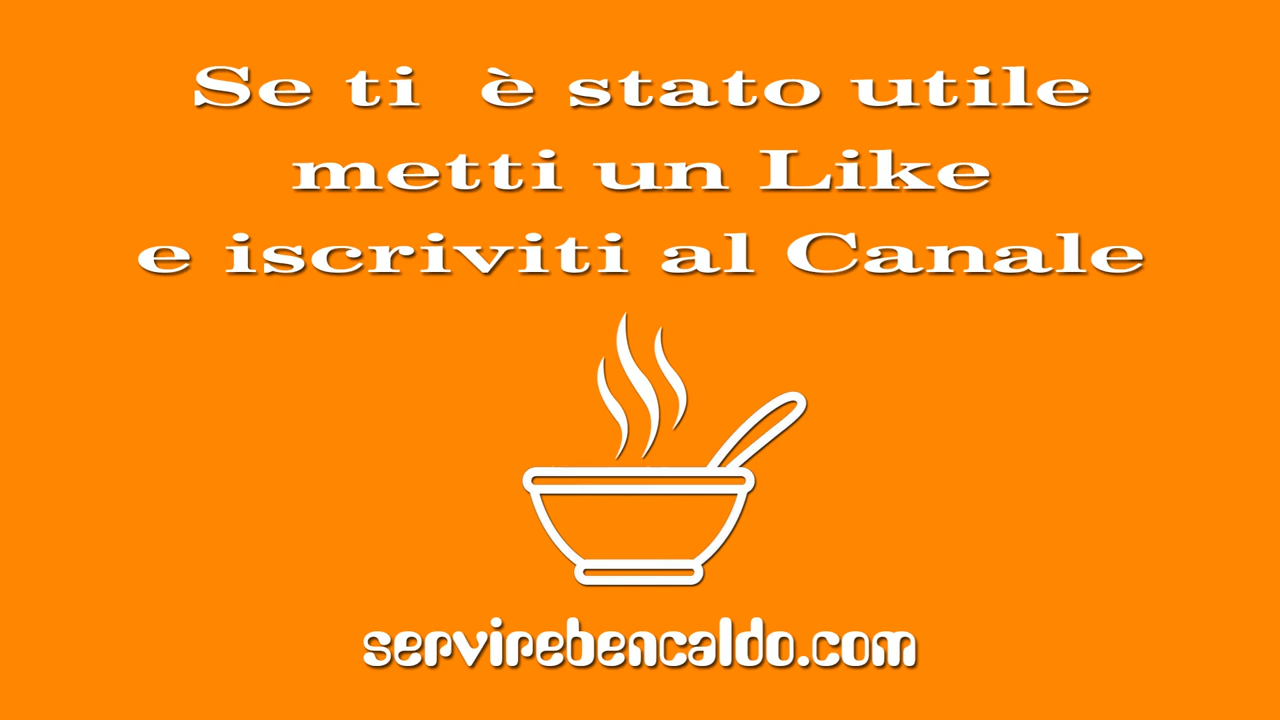 Se ti è stato utile
metti un Like
e iscriviti al Canale
servirebencaldo.com